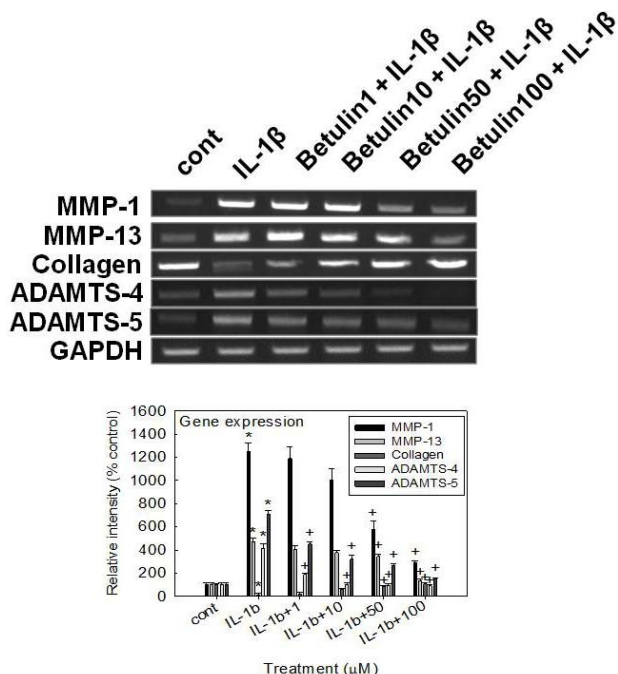 cont
IL-1β
Betulin1 + IL-1β
Betulin10 + IL-1β
Betulin50 + IL-1β
Betulin100 + IL-1β
MMP-1
MMP-13
Collagen
ADAMTS-4
ADAMTS-5
GAPDH
Gene expression
MMP-1
MMP-13
Collagen
ADAMTS-4
ADAMTS-5
Relative intensity (% control)
1600
1400
1200
1000
800
600
400
200
0
* * * * *
+ +
+ +
+ + + + +
+ + + + +
cont
IL-1b
IL-1b+1
IL-1b+10
IL-1b+50
IL-1b+100
Treatment (μM)